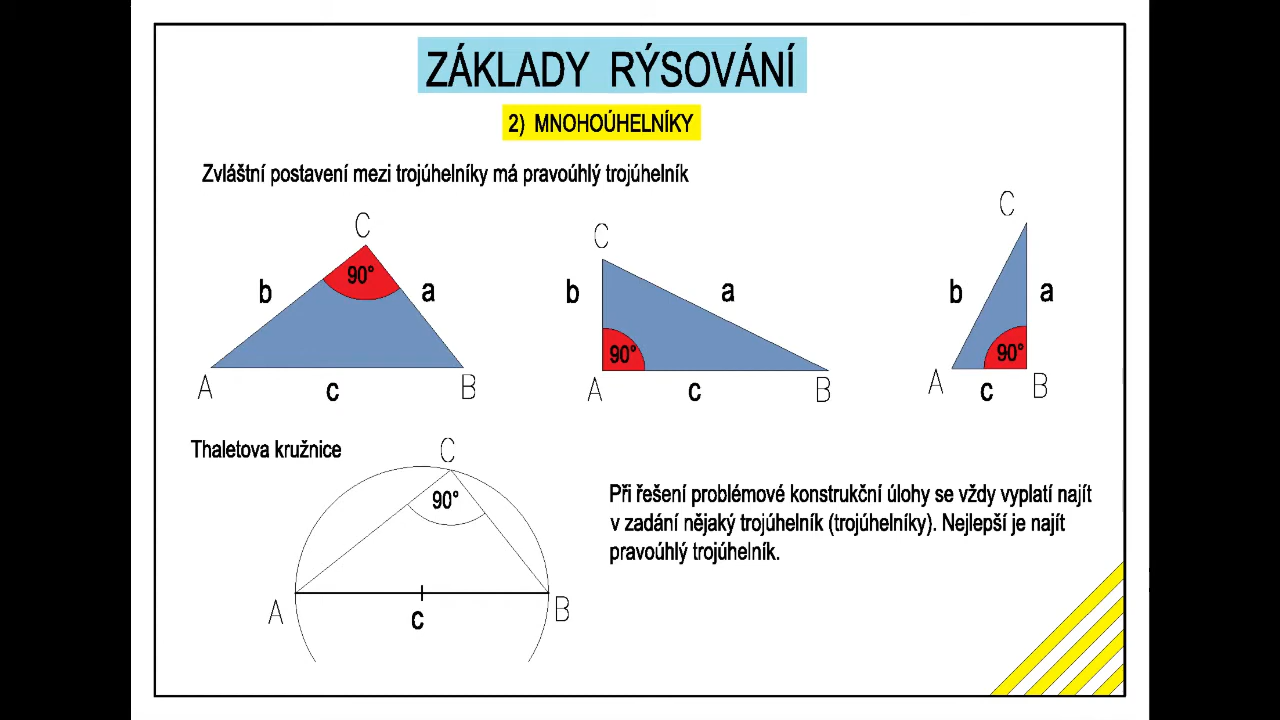 ZÁKLADY RÝSOVÁNÍ
2) MNOHOÚHELNÍKY
Zvláštní postavení mezi trojúhelníky má pravoúhlý trojúhelník
C
90°
b
a
A
c
B
C
b
a
90°
A
c
B
C
b
a
90°
A
c
B
Thaletova kružnice
C
90°
A
c
B
Při řešení problémové konstrukční úlohy se vždy vyplatí najít
v zadání nějaký trojúhelník (trojúhelníky). Nejlepší je najít
pravoúhlý trojúhelník.